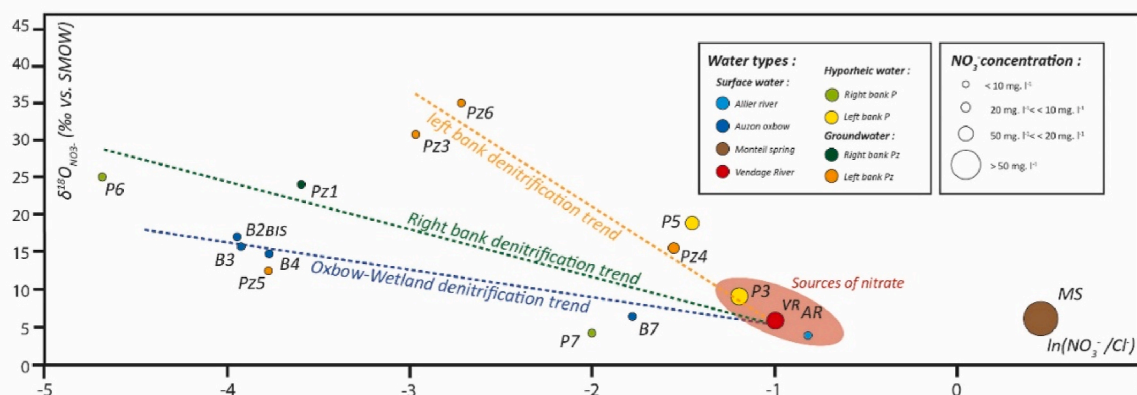 45
40
35
30
25
20
15
10
5
0
δ¹⁸O NO3- (‰ vs. SMOW)
-5
-4
-3
-2
-1
0
ln(NO₃⁻/Cl⁻)
Pz6
Pz3
left bank denitrification trend
P6
Pz1
Right bank denitrification trend
B2BIS
B3
B4
Pz5
Oxbow-Wetland denitrification trend
P5
Pz4
P7
B7
P3
VR
AR
Sources of nitrate
MS
Water types :
Surface water :
Allier river
Auzon oxbow
Montell spring
Vendage River
Hyporheic water :
Right bank P
Left bank P
Groundwater :
Right bank Pz
Left bank Pz
NO₃⁻ concentration :
< 10 mg. l⁻¹
20 mg. l⁻¹< < 10 mg. l⁻¹
50 mg. l⁻¹< < 20 mg. l⁻¹
> 50 mg. l⁻¹